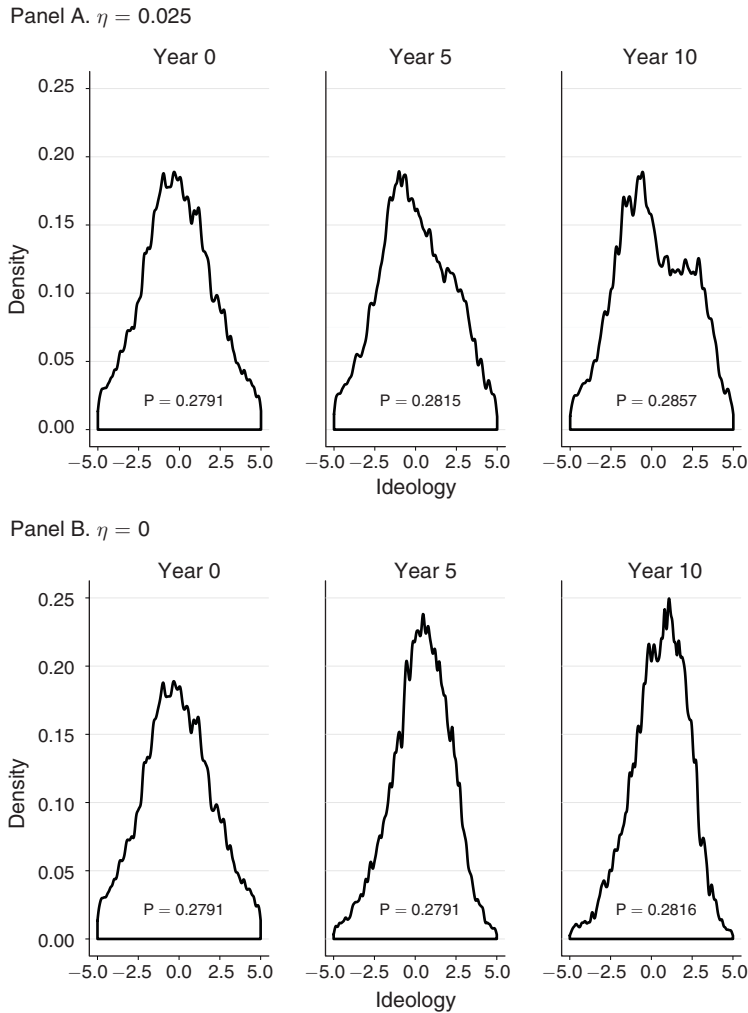 Panel A. η = 0.025
Year 0 Year 5 Year 10
0.25
0.20
0.15
0.10
0.05
0.00
Density
P = 0.2791 P = 0.2815 P = 0.2857
−5.0 −2.5 0.0 2.5 5.0 −5.0 −2.5 0.0 2.5 5.0 −5.0 −2.5 0.0 2.5 5.0
Ideology
Panel B. η = 0
Year 0 Year 5 Year 10
0.25
0.20
0.15
0.10
0.05
0.00
Density
P = 0.2791 P = 0.2791 P = 0.2816
−5.0 −2.5 0.0 2.5 5.0 −5.0 −2.5 0.0 2.5 5.0 −5.0 −2.5 0.0 2.5 5.0
Ideology